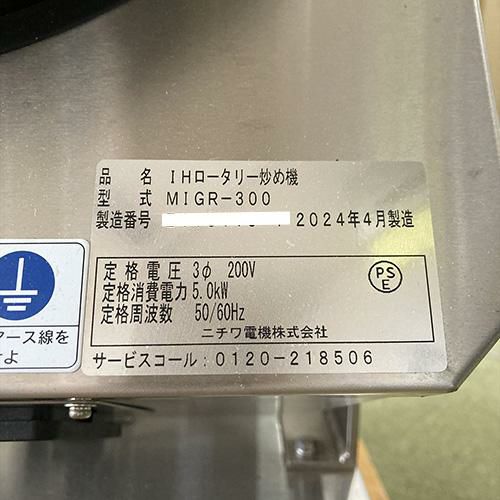 品名 IHロータリー炒め機
型式 MIGR-300
製造番号 2024年4月製造
定格電圧 3φ 200V
定格消費電力 5.0kW
定格周波数 50/60Hz
PSE
ニチワ電機株式会社
サービスコール:0120-218506
アース線を
よ